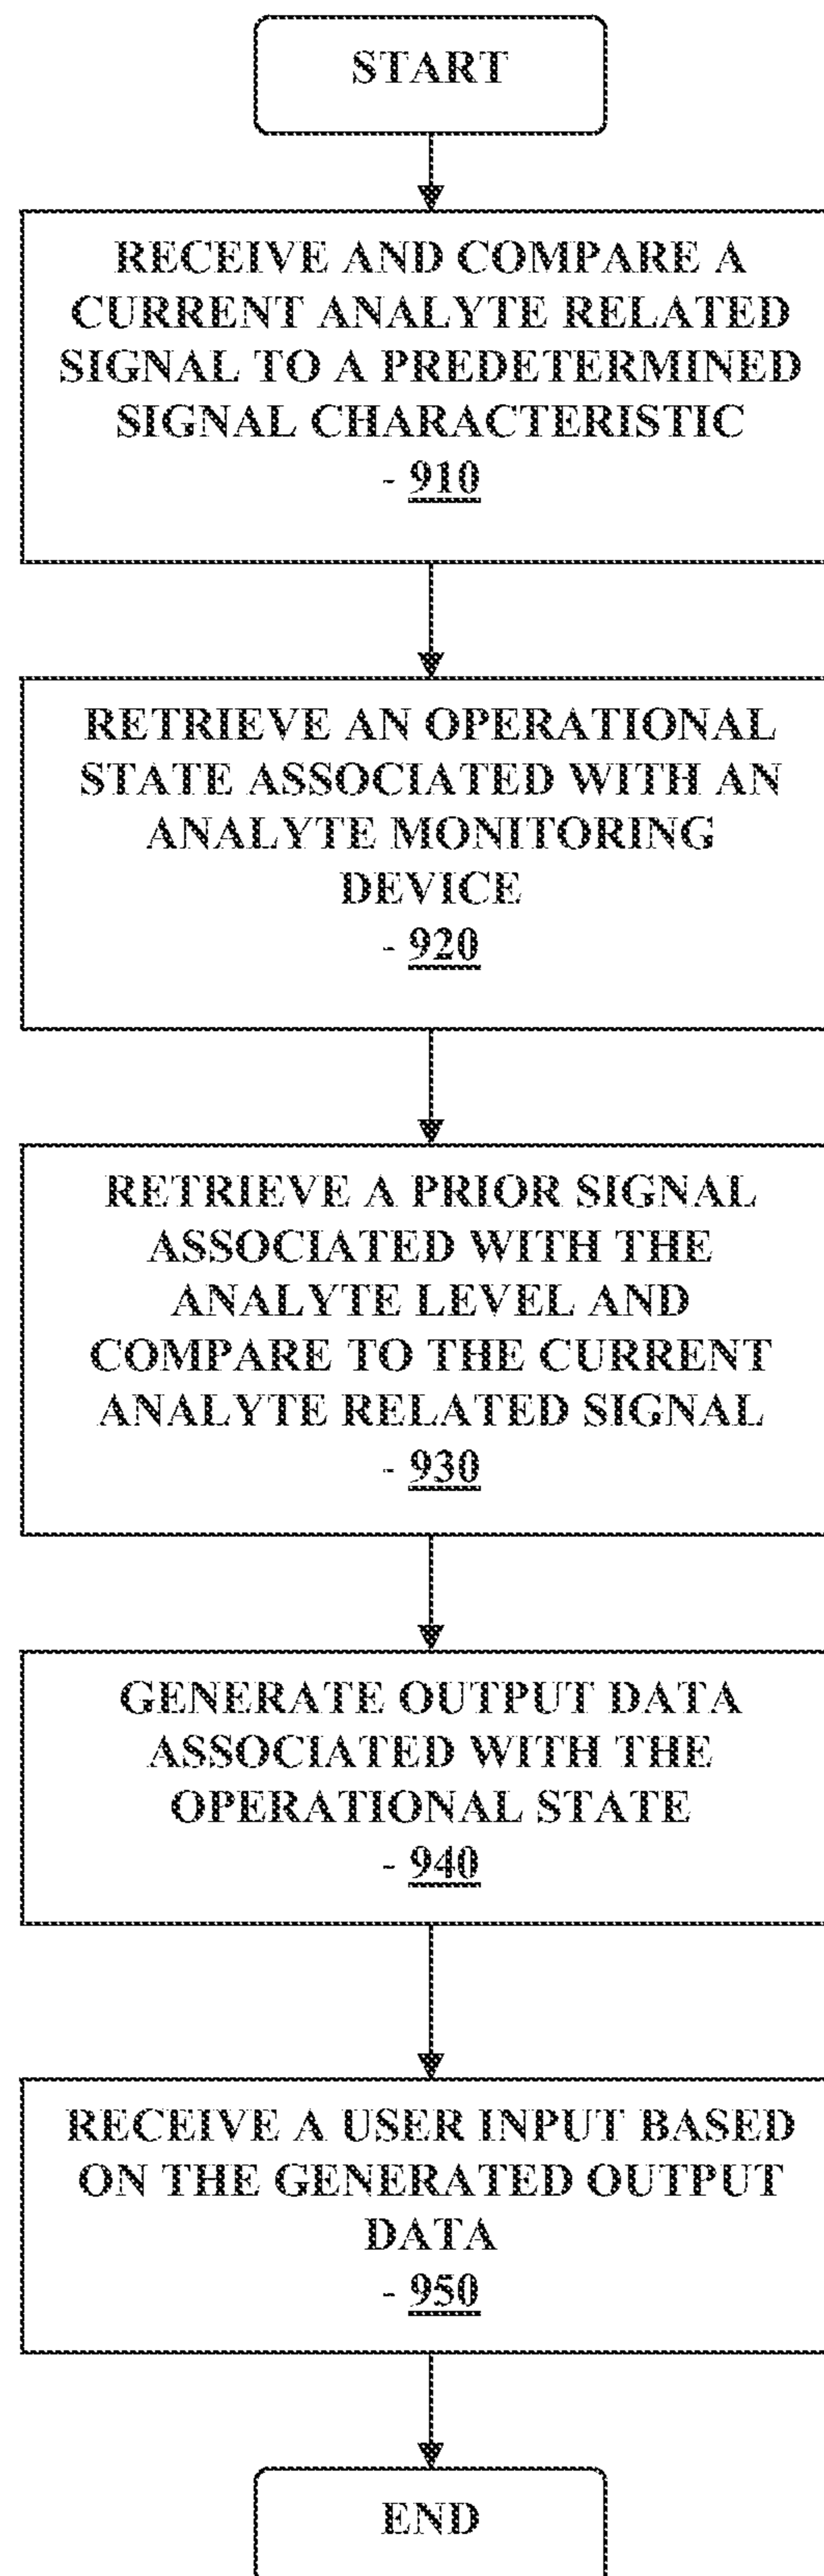 START
RECEIVE AND COMPARE A
CURRENT ANALYTE RELATED
SIGNAL TO A PREDETERMINED
SIGNAL CHARACTERISTIC
- 910
RETRIEVE AN OPERATIONAL
STATE ASSOCIATED WITH AN
ANALYTE MONITORING
DEVICE
- 920
RETRIEVE A PRIOR SIGNAL
ASSOCIATED WITH THE
ANALYTE LEVEL AND
COMPARE TO THE CURRENT
ANALYTE RELATED SIGNAL
- 930
GENERATE OUTPUT DATA
ASSOCIATED WITH THE
OPERATIONAL STATE
- 940
RECEIVE A USER INPUT BASED
ON THE GENERATED OUTPUT
DATA
- 950
END